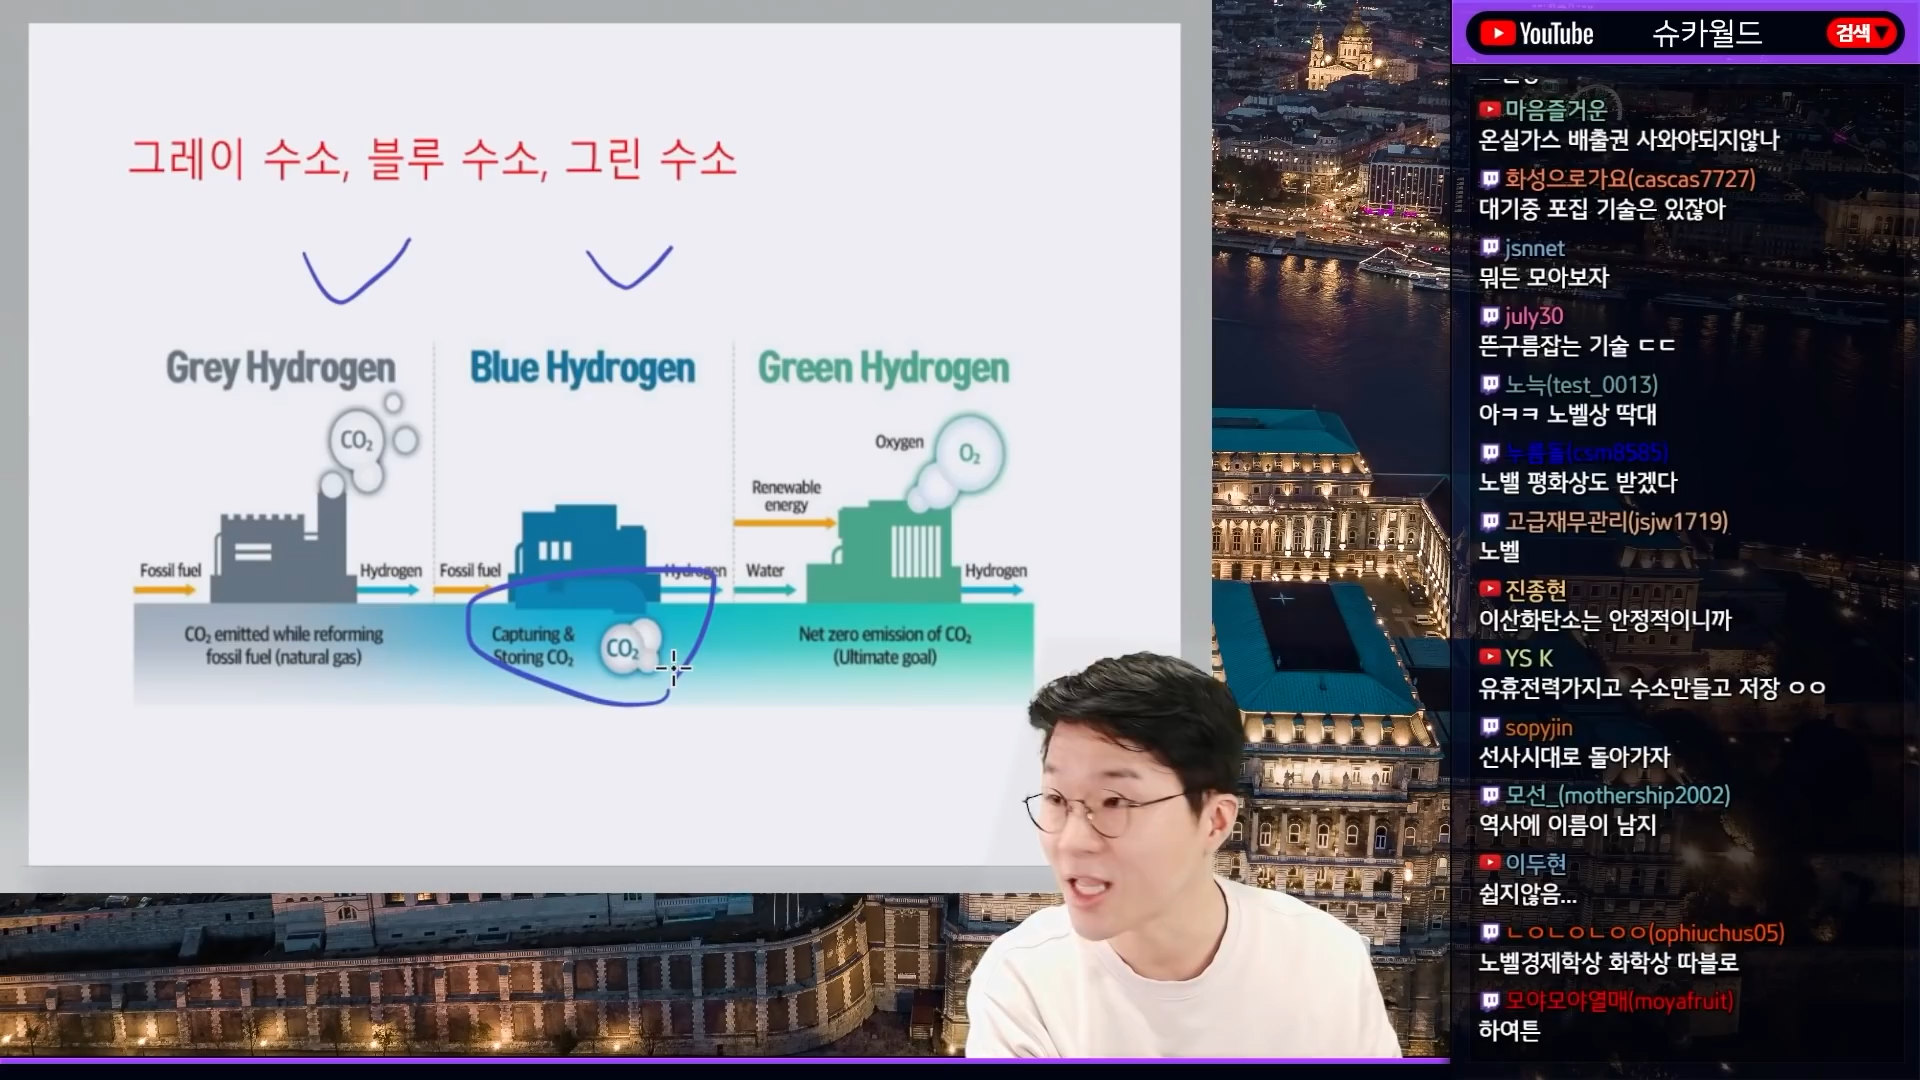 그레이 수소, 블루 수소, 그린 수소
Grey Hydrogen
Blue Hydrogen
Green Hydrogen
CO₂
Oxygen
O₂
Renewable
energy
Fossil fuel
Hydrogen
Fossil fuel
Hydrogen
Water
Hydrogen
CO₂ emitted while reforming
fossil fuel (natural gas)
Capturing &
Storing CO₂
CO₂
Net zero emission of CO₂
(Ultimate goal)
YouTube 슈카월드 검색▼
마음즐거운
온실가스 배출권 사와야되지않나
화성으로가요(cascas7727)
대기중 포집 기술은 있잖아
jsnnet
뭐든 모아보자
july30
뜬구름잡는 기술 ㄷㄷ
노늑(test_0013)
아ㅋㅋ 노벨상 딱대
누룸돌(csm8585)
노밸 평화상도 받겠다
고급재무관리(jsjw1719)
노벨
진종현
이산화탄소는 안정적이니까
YS K
유휴전력가지고 수소만들고 저장 ㅇㅇ
sopyjin
선사시대로 돌아가자
모선_(mothership2002)
역사에 이름이 남지
이두현
쉽지않음...
ㄴㅇㄴㅇㄴㅇㅇ(ophiuchus05)
노벨경제학상 화학상 따블로
모야모야열매(moyafruit)
하여튼